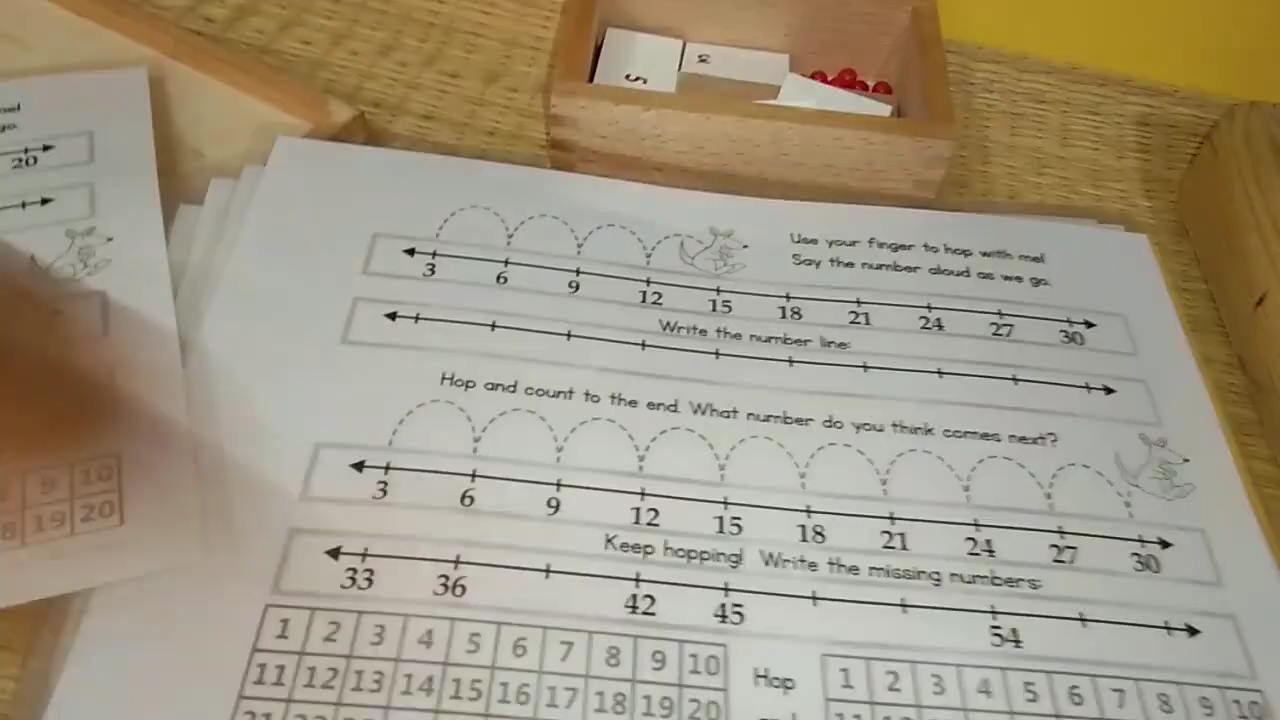 20
9 10
19 20
5
2
Use your finger to hop with me!
Say the number aloud as we go.
3 6 9 12 15 18 21 24 27 30
Write the number line:
Hop and count to the end. What number do you think comes next?
3 6 9 12 15 18 21 24 27 30
Keep hopping! Write the missing numbers:
33 36 42 45 54
1 2 3 4 5 6 7 8 9 10
11 12 13 14 15 16 17 18 19 20
Hop
1 2 3 4 5 6 7 8 9 10